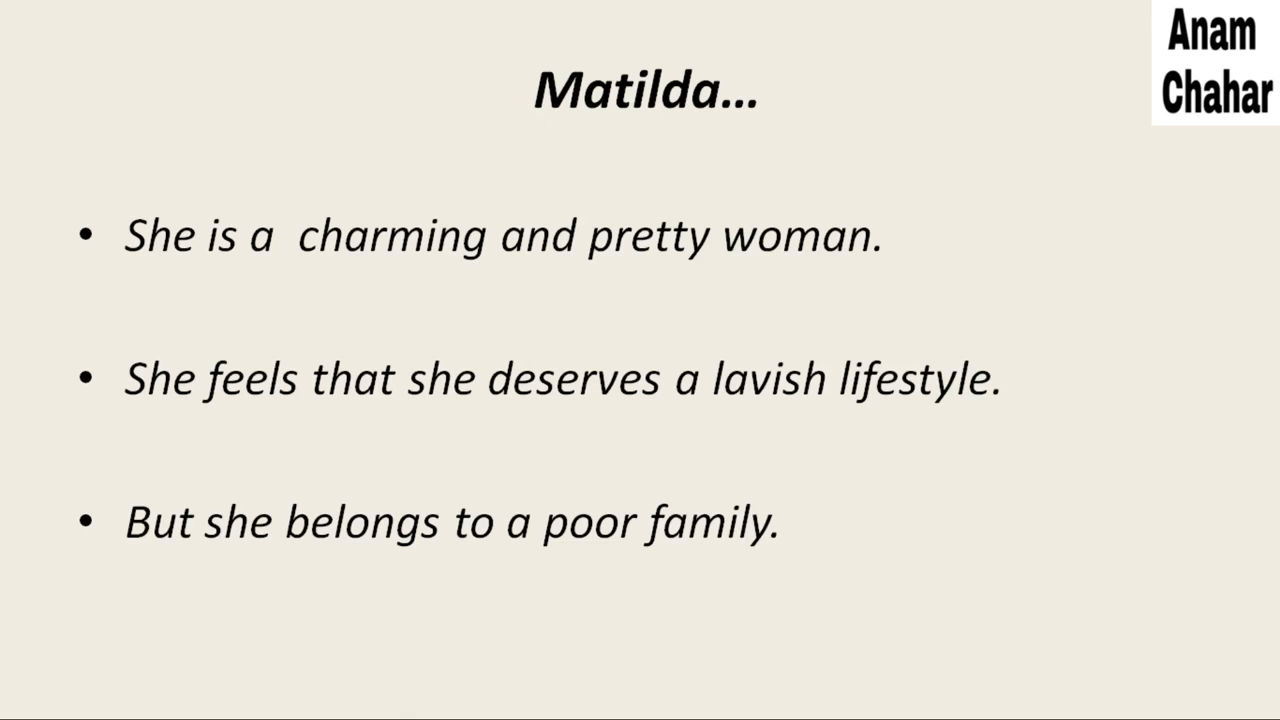 Anam
Chahar
Matilda...
• She is a  charming and pretty woman.
• She feels that she deserves a lavish lifestyle.
• But she belongs to a poor family.